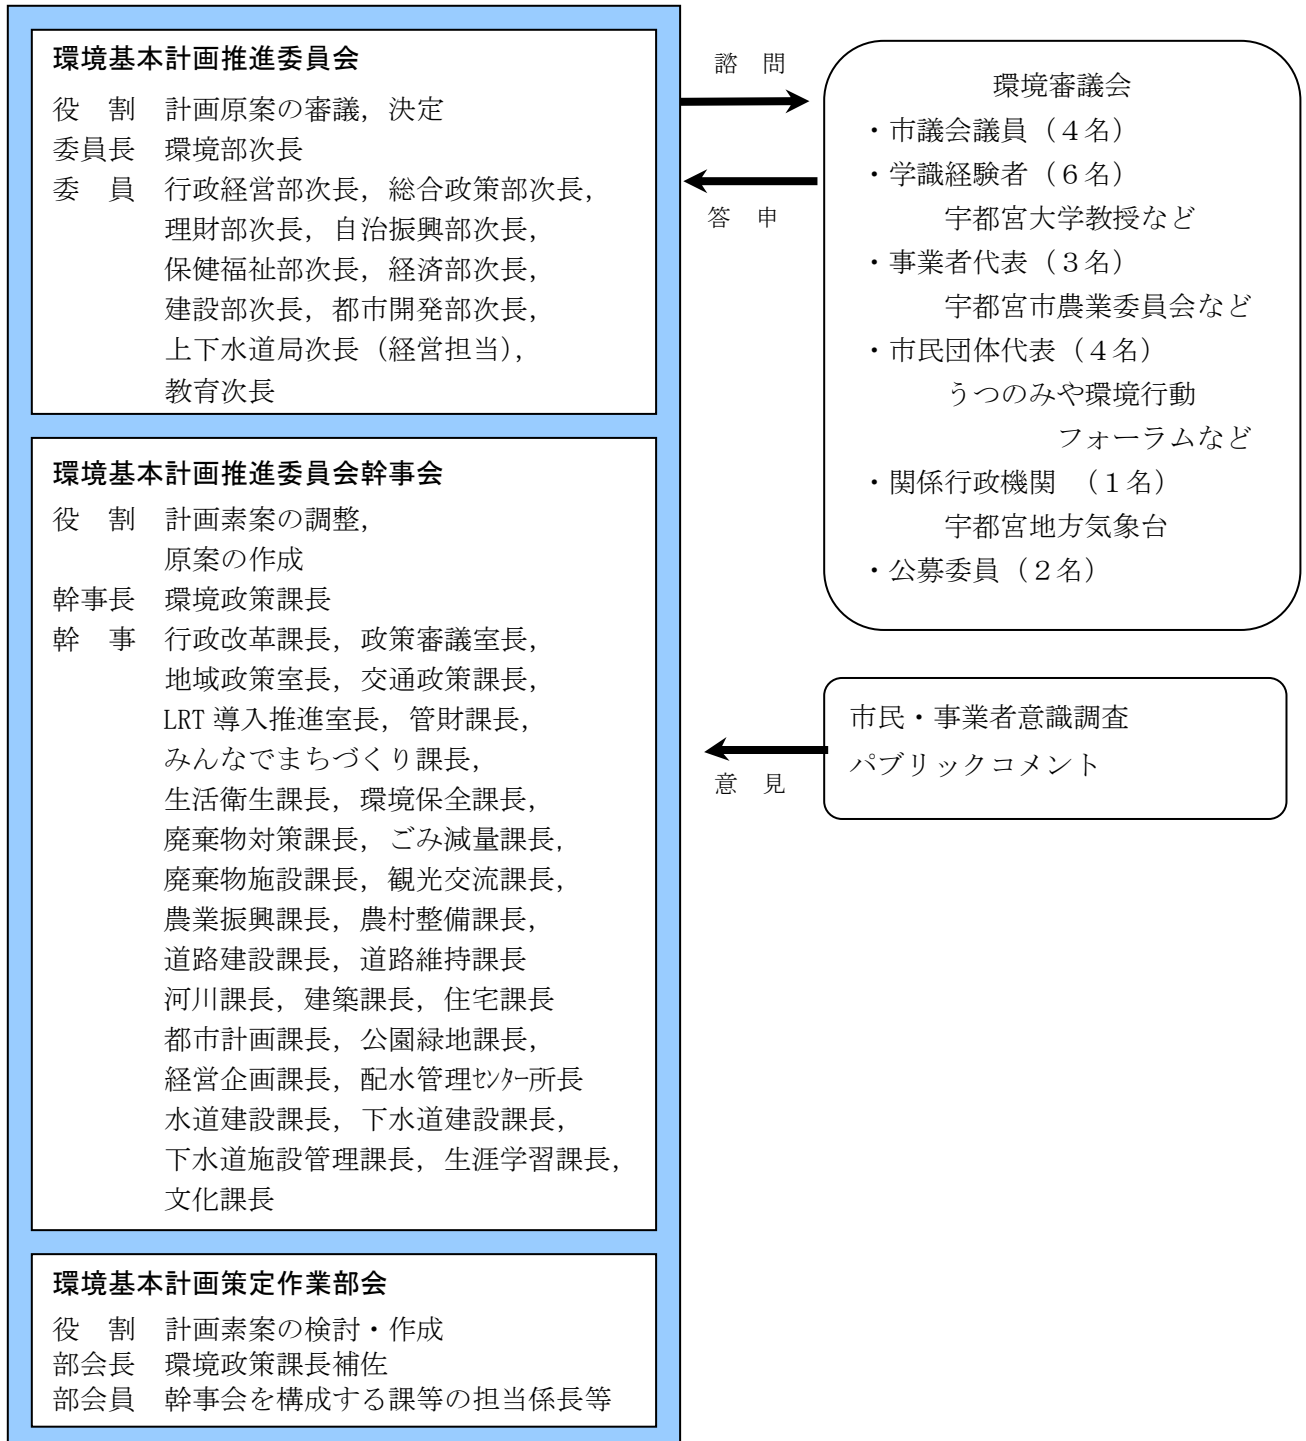 環境基本計画推進委員会
役　割　計画原案の審議，決定
委員長　環境部次長
委　員　行政経営部次長，総合政策部次長，
理財部次長，自治振興部次長，
保健福祉部次長，経済部次長，
建設部次長，都市開発部次長，
上下水道局次長（経営担当），
教育次長
環境基本計画推進委員会幹事会
役　割　計画素案の調整，
原案の作成
幹事長　環境政策課長
幹　事　行政改革課長，政策審議室長，
地域政策室長，交通政策課長，
LRT 導入推進室長，管財課長，
みんなでまちづくり課長，
生活衛生課長，環境保全課長，
廃棄物対策課長，ごみ減量課長，
廃棄物施設課長，観光交流課長，
農業振興課長，農村整備課長，
道路建設課長，道路維持課長
河川課長，建築課長，住宅課長
都市計画課長，公園緑地課長，
経営企画課長，配水管理ｾﾝﾀｰ所長
水道建設課長，下水道建設課長，
下水道施設管理課長，生涯学習課長，
文化課長
環境基本計画策定作業部会
役　割　計画素案の検討・作成
部会長　環境政策課長補佐
部会員　幹事会を構成する課等の担当係長等
諮　問
答　申
環境審議会
・市議会議員（４名）
・学識経験者（６名）
宇都宮大学教授など
・事業者代表（３名）
宇都宮市農業委員会など
・市民団体代表（４名）
うつのみや環境行動
フォーラムなど
・関係行政機関　（１名）
宇都宮地方気象台
・公募委員（２名）
意　見
市民・事業者意識調査
パブリックコメント